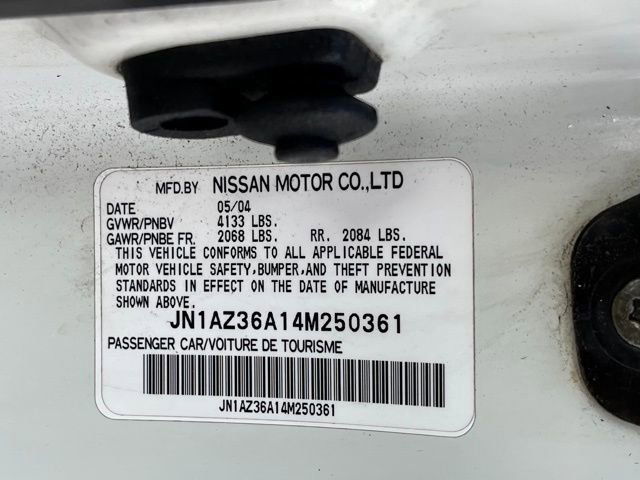 MFD.BY NISSAN MOTOR CO.,LTD
DATE 05/04
GVWR/PNBV 4133 LBS.
GAWR/PNBE FR. 2068 LBS. RR. 2084 LBS.
THIS VEHICLE CONFORMS TO ALL APPLICABLE FEDERAL
MOTOR VEHICLE SAFETY,BUMPER,AND THEFT PREVENTION
STANDARDS IN EFFECT ON THE DATE OF MANUFACTURE
SHOWN ABOVE.
JN1AZ36A14M250361
PASSENGER CAR/VOITURE DE TOURISME
JN1AZ36A14M250361